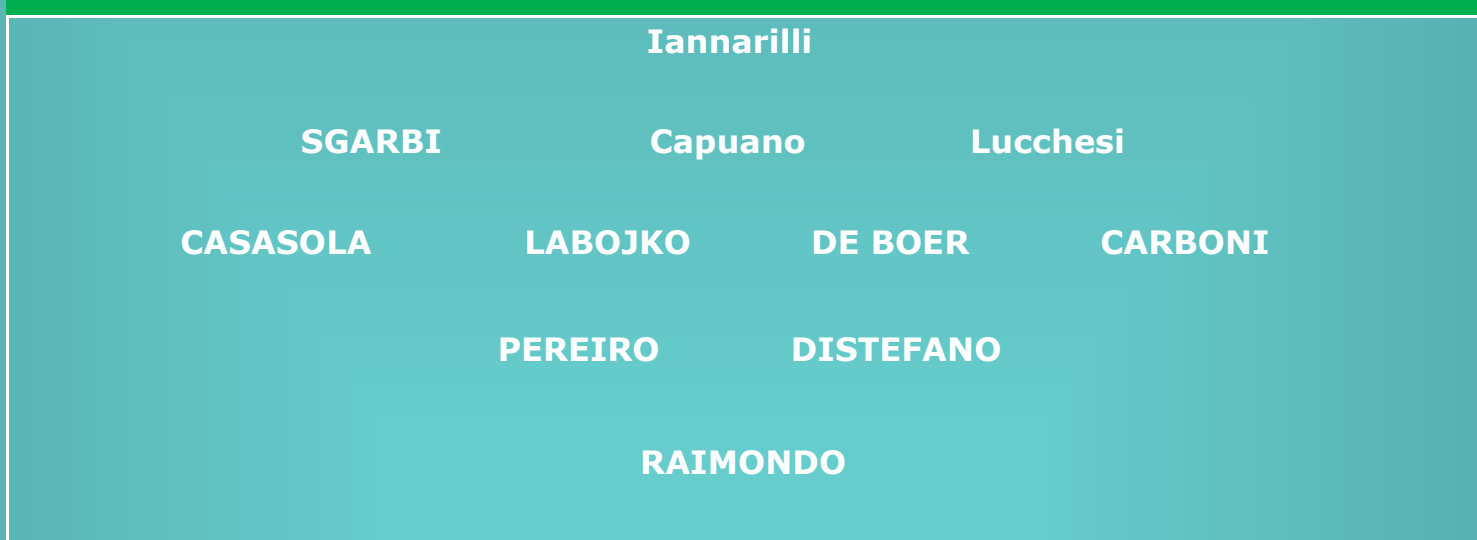 Iannarilli
SGARBI Capuano Lucchesi
CASASOLA LABOJKO DE BOER CARBONI
PEREIRO DISTEFANO
RAIMONDO